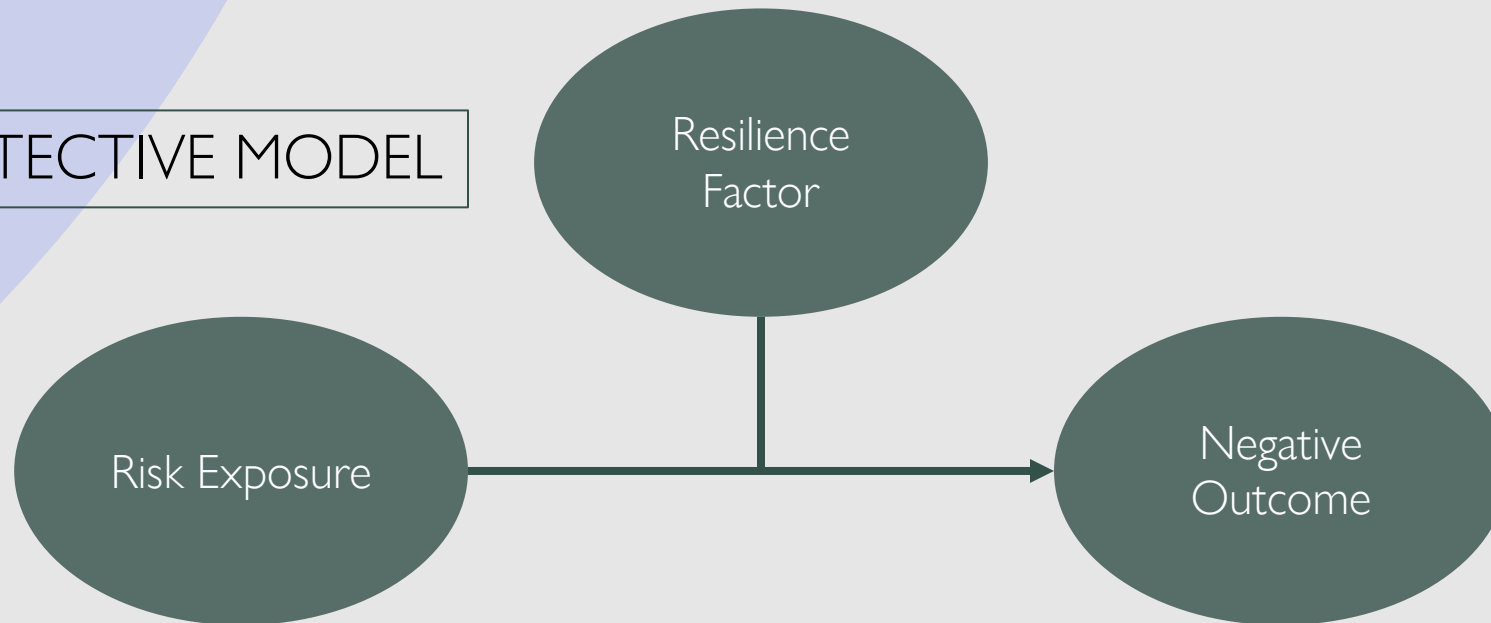 TECTIVE MODEL
Resilience
Factor
Risk Exposure
Negative
Outcome